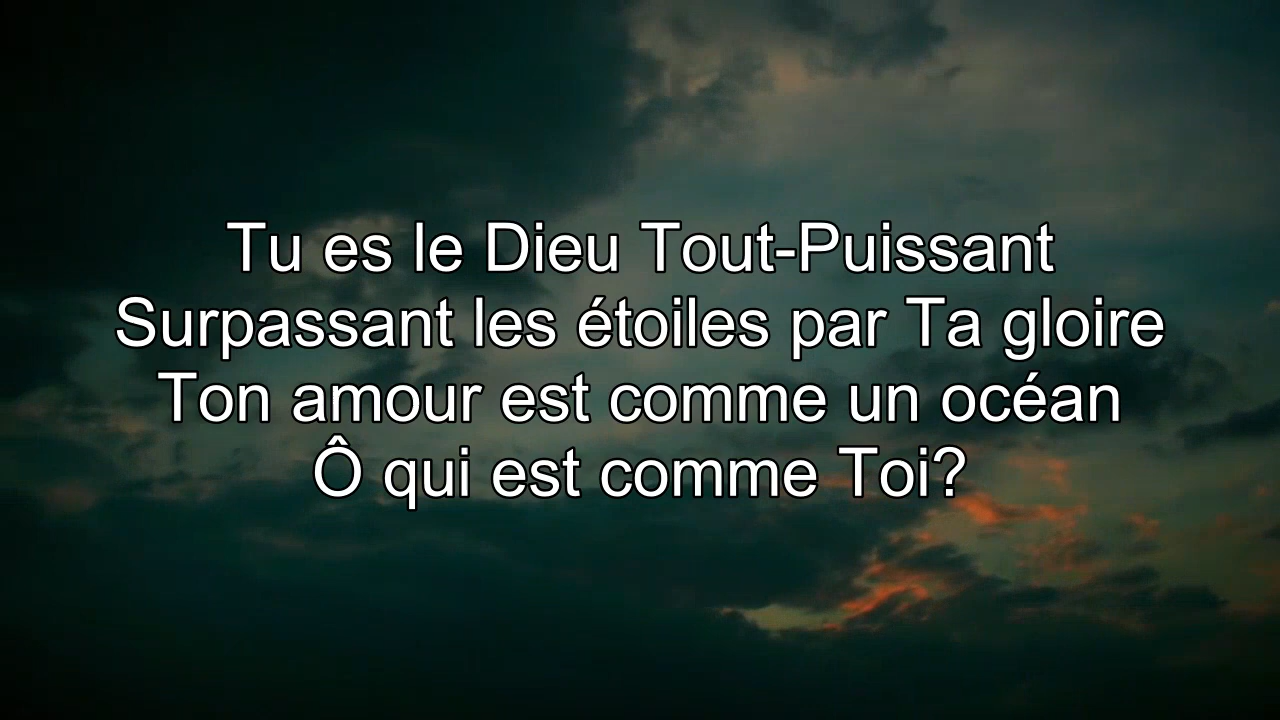 Tu es le Dieu Tout-Puissant
Surpassant les étoiles par Ta gloire
Ton amour est comme un océan
Ô qui est comme Toi?